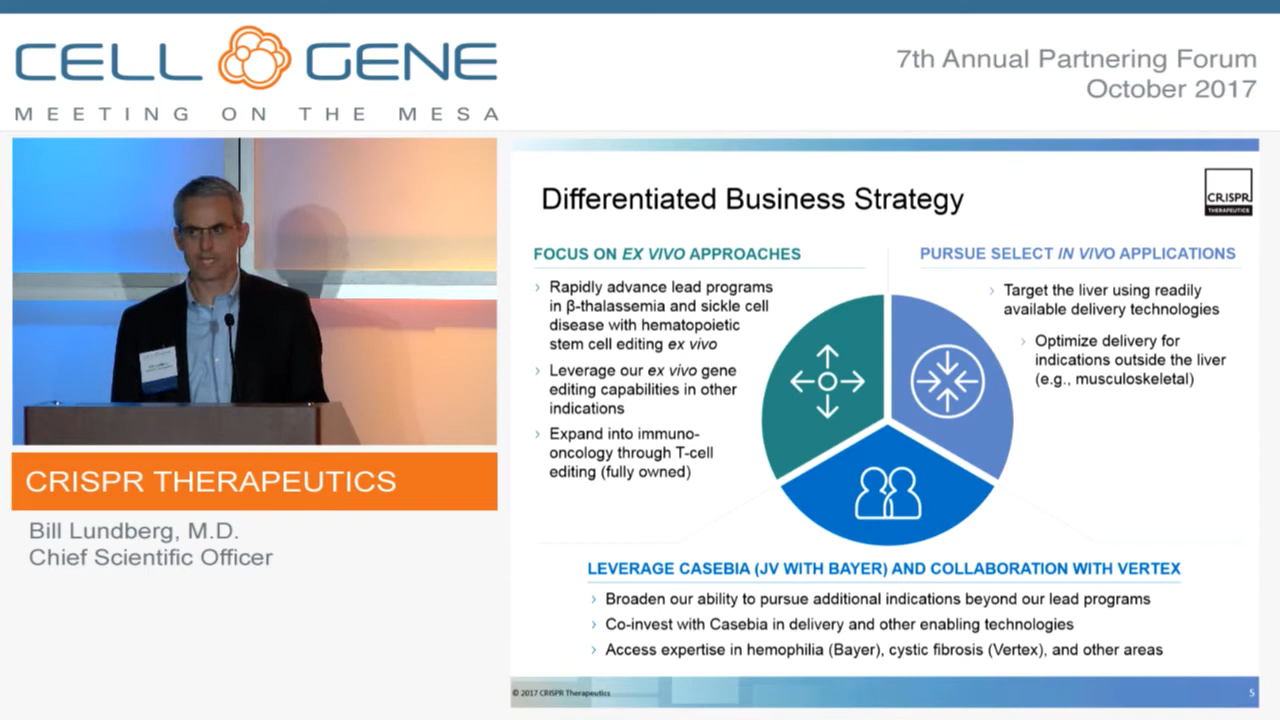 CELL GENE
MEETING ON THE MESA
7th Annual Partnering Forum
October 2017
CRISPR THERAPEUTICS
Bill Lundberg, M.D.
Chief Scientific Officer
Differentiated Business Strategy
CRISPR
THERAPEUTICS
FOCUS ON EX VIVO APPROACHES
› Rapidly advance lead programs
in β-thalassemia and sickle cell
disease with hematopoietic
stem cell editing ex vivo
› Leverage our ex vivo gene
editing capabilities in other
indications
› Expand into immuno-
oncology through T-cell
editing (fully owned)
PURSUE SELECT IN VIVO APPLICATIONS
› Target the liver using readily
available delivery technologies
› Optimize delivery for
indications outside the liver
(e.g., musculoskeletal)
LEVERAGE CASEBIA (JV WITH BAYER) AND COLLABORATION WITH VERTEX
› Broaden our ability to pursue additional indications beyond our lead programs
› Co-invest with Casebia in delivery and other enabling technologies
› Access expertise in hemophilia (Bayer), cystic fibrosis (Vertex), and other areas
© 2017 CRISPR Therapeutics
5